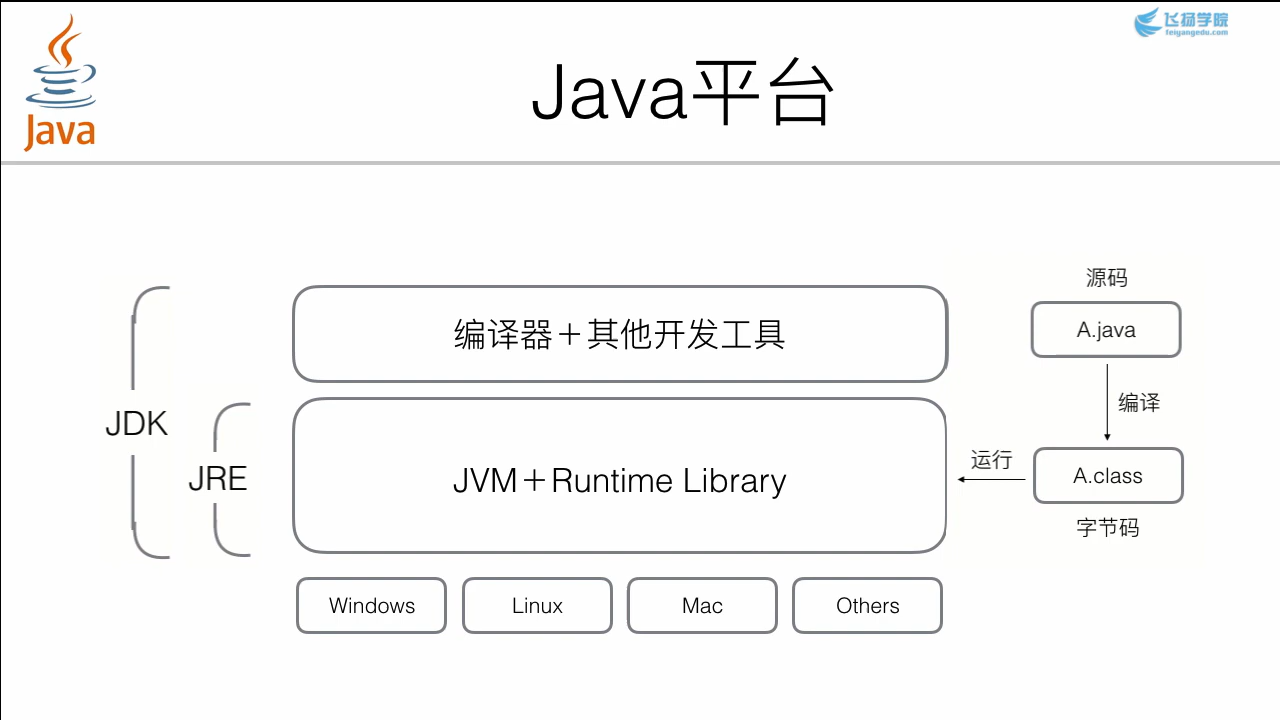 飞扬学院
feiyangedu.com
Java
Java平台
源码
编译器＋其他开发工具
A.java
编译
JDK
JRE
JVM＋Runtime Library
运行
A.class
字节码
Windows
Linux
Mac
Others